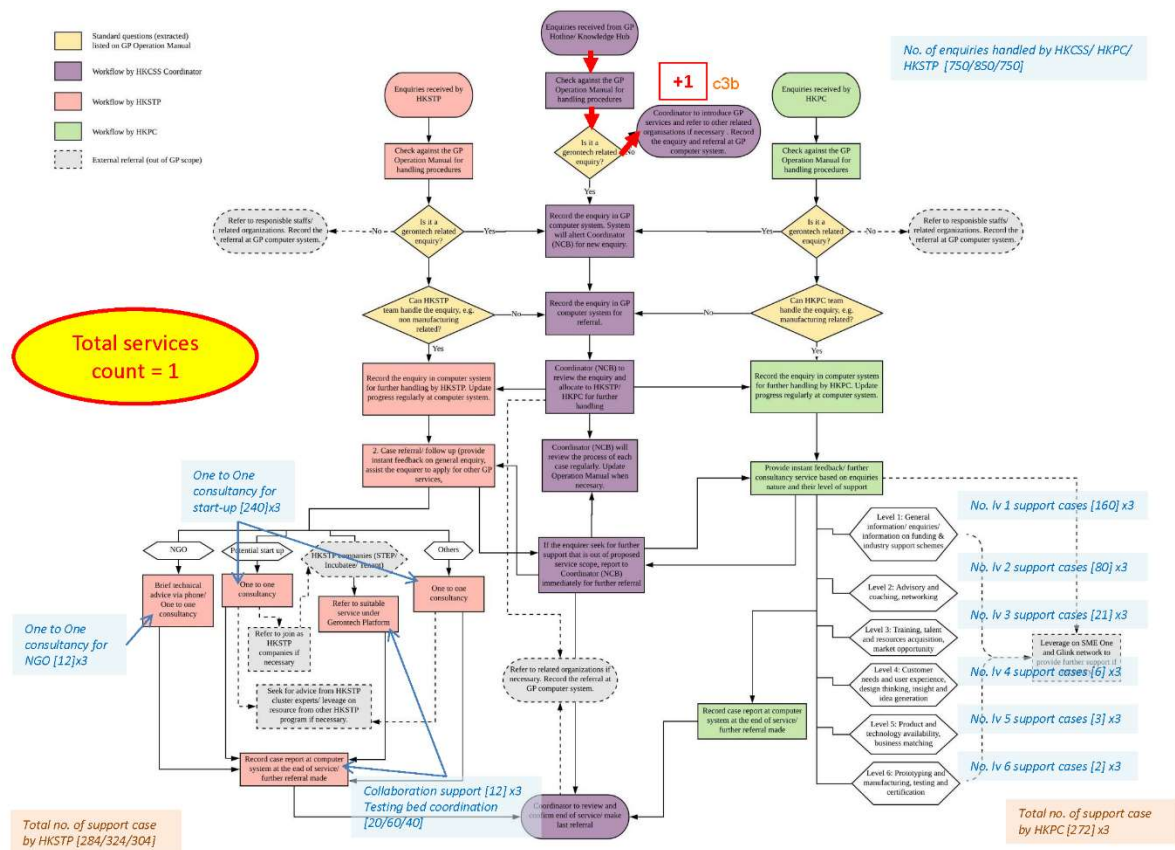 Standard questions (extracted)
listed on GP Operation Manual
Workflow by HKCSS Coordinator
Workflow by HKSTP
Workflow by HKPC
External referral (out of GP scope)
Enquiries received from GP
Hotline/ Knowledge Hub
No. of enquiries handled by HKCSS/ HKPC/
HKSTP [750/850/750]
Enquiries received by
HKSTP
Check against the GP
Operation Manual for
handling procedures
+1
c3b
Enquiries received by
HKPC
Coordinator to introduce GP
services and refer to other related
organisations if necessary . Record
the enquiry and referral at GP
computer system.
Check against the GP
Operation Manual for
handling procedures
Is it a
gerontech related
enquiry?
No
Check against the GP
Operation Manual for
handling procedures
Yes
Refer to responsible staffs/
related organizations. Record the
referral at GP computer system.
No
Is it a
gerontech related
enquiry?
Yes
Record the enquiry in GP
computer system. System
will altert Coordinator
(NCB) for new enquiry.
Yes
Is it a
gerontech related
enquiry?
No
Refer to responsible staffs/
related organizations. Record the
referral at GP computer system.
Can HKSTP
team handle the enquiry, e.g.
non manufacturing
related?
No
Record the enquiry in GP
computer system for
referral.
No
Can HKPC team
handle the enquiry, e.g.
manufacturing related?
Total services
count = 1
Yes
Yes
Record the enquiry in computer system
for further handling by HKSTP. Update
progress regularly at computer system.
Coordinator (NCB) to
review the enquiry and
allocate to HKSTP/
HKPC for further
handling
Record the enquiry in computer system
for further handling by HKPC. Update
progress regularly at computer system.
2. Case referral/ follow up (provide
instant feedback on general enquiry,
assist the enquirer to apply for other GP
services,
Coordinator (NCB) will
review the process of each
case regularly. Update
Operation Manual when
necesary.
Provide instant feedback/ further
consultancy service based on enquiries
nature and their level of support
One to One
consultancy for
start-up [240]x3
No. lv 1 support cases [160] x3
Level 1: General
information/ enquiries/
information on funding &
industry support schemes
NGO
Potential start up
HKSTP companies (STEP/
Incubatee/ Tenant)
Others
If the enquirer seek for further
support that is out of proposed
service scope, report to
Coordinator (NCB)
immediately for further referral
No. lv 2 support cases [80] x3
Level 2: Advisory and
coaching, networking
Brief technical
advice via phone/
One to one
consultancy
One to one
consultancy
Refer to suitable
service under
Gerontech Platform
One to one
consultancy
One to One
consultancy for
NGO [12]x3
Refer to join as
HKSTP
companies if
necessary
No. lv 3 support cases [21] x3
Level 3: Training, talent
and resources acquisition,
market opportunity
Leverage on SME One
and Glink network to
provide further support if
Refer to related organizations if
necessary. Record the referral at
GP computer system.
No. lv 4 support cases [6] x3
Level 4: Customer
needs and user experience,
design thinking, insight and
idea generation
Seek for advice from HKSTP
cluster experts/ leverage on
resource from other HKSTP
program if necessary.
Record case report at computer
system at the end of service/
further referral made
No. lv 5 support cases [3] x3
Level 5: Product and
technology availability,
business matching
Record case report at computer
system at the end of service/
further referral made
No. lv 6 support cases [2] x3
Level 6: Prototyping and
manufacturing, testing and
certification
Collaboration support [12] x3
Testing bed coordination
[20/60/40]
Coordinator to review and
confirm end of service/ make
last referral
Total no. of support case
by HKSTP [284/324/304]
Total no. of support case
by HKPC [272] x3